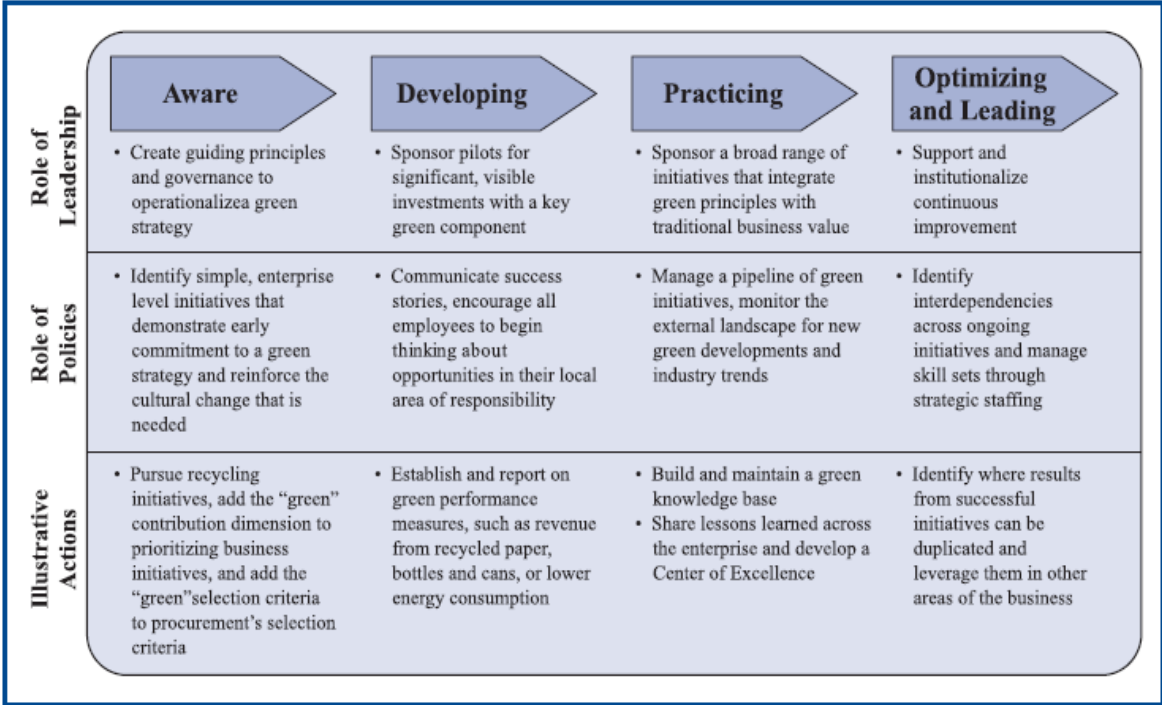 Aware
Developing
Practicing
Optimizing
and Leading
Role of
Leadership
• Create guiding principles
and governance to
operationalizea green
strategy
• Sponsor pilots for
significant, visible
investments with a key
green component
• Sponsor a broad range of
initiatives that integrate
green principles with
traditional business value
• Support and
institutionalize
continuous
improvement
Role of
Policies
• Identify simple, enterprise
level initiatives that
demonstrate early
commitment to a green
strategy and reinforce the
cultural change that is
needed
• Communicate success
stories, encourage all
employees to begin
thinking about
opportunities in their local
area of responsibility
• Manage a pipeline of green
initiatives, monitor the
external landscape for new
green developments and
industry trends
• Identify
interdependencies
across ongoing
initiatives and manage
skill sets through
strategic staffing
Illustrative
Actions
• Pursue recycling
initiatives, add the “green”
contribution dimension to
prioritizing business
initiatives, and add the
“green”selection criteria
to procurement’s selection
criteria
• Establish and report on
green performance
measures, such as revenue
from recycled paper,
bottles and cans, or lower
energy consumption
• Build and maintain a green
knowledge base
• Share lessons learned across
the enterprise and develop a
Center of Excellence
• Identify where results
from successful
initiatives can be
duplicated and
leverage them in other
areas of the business